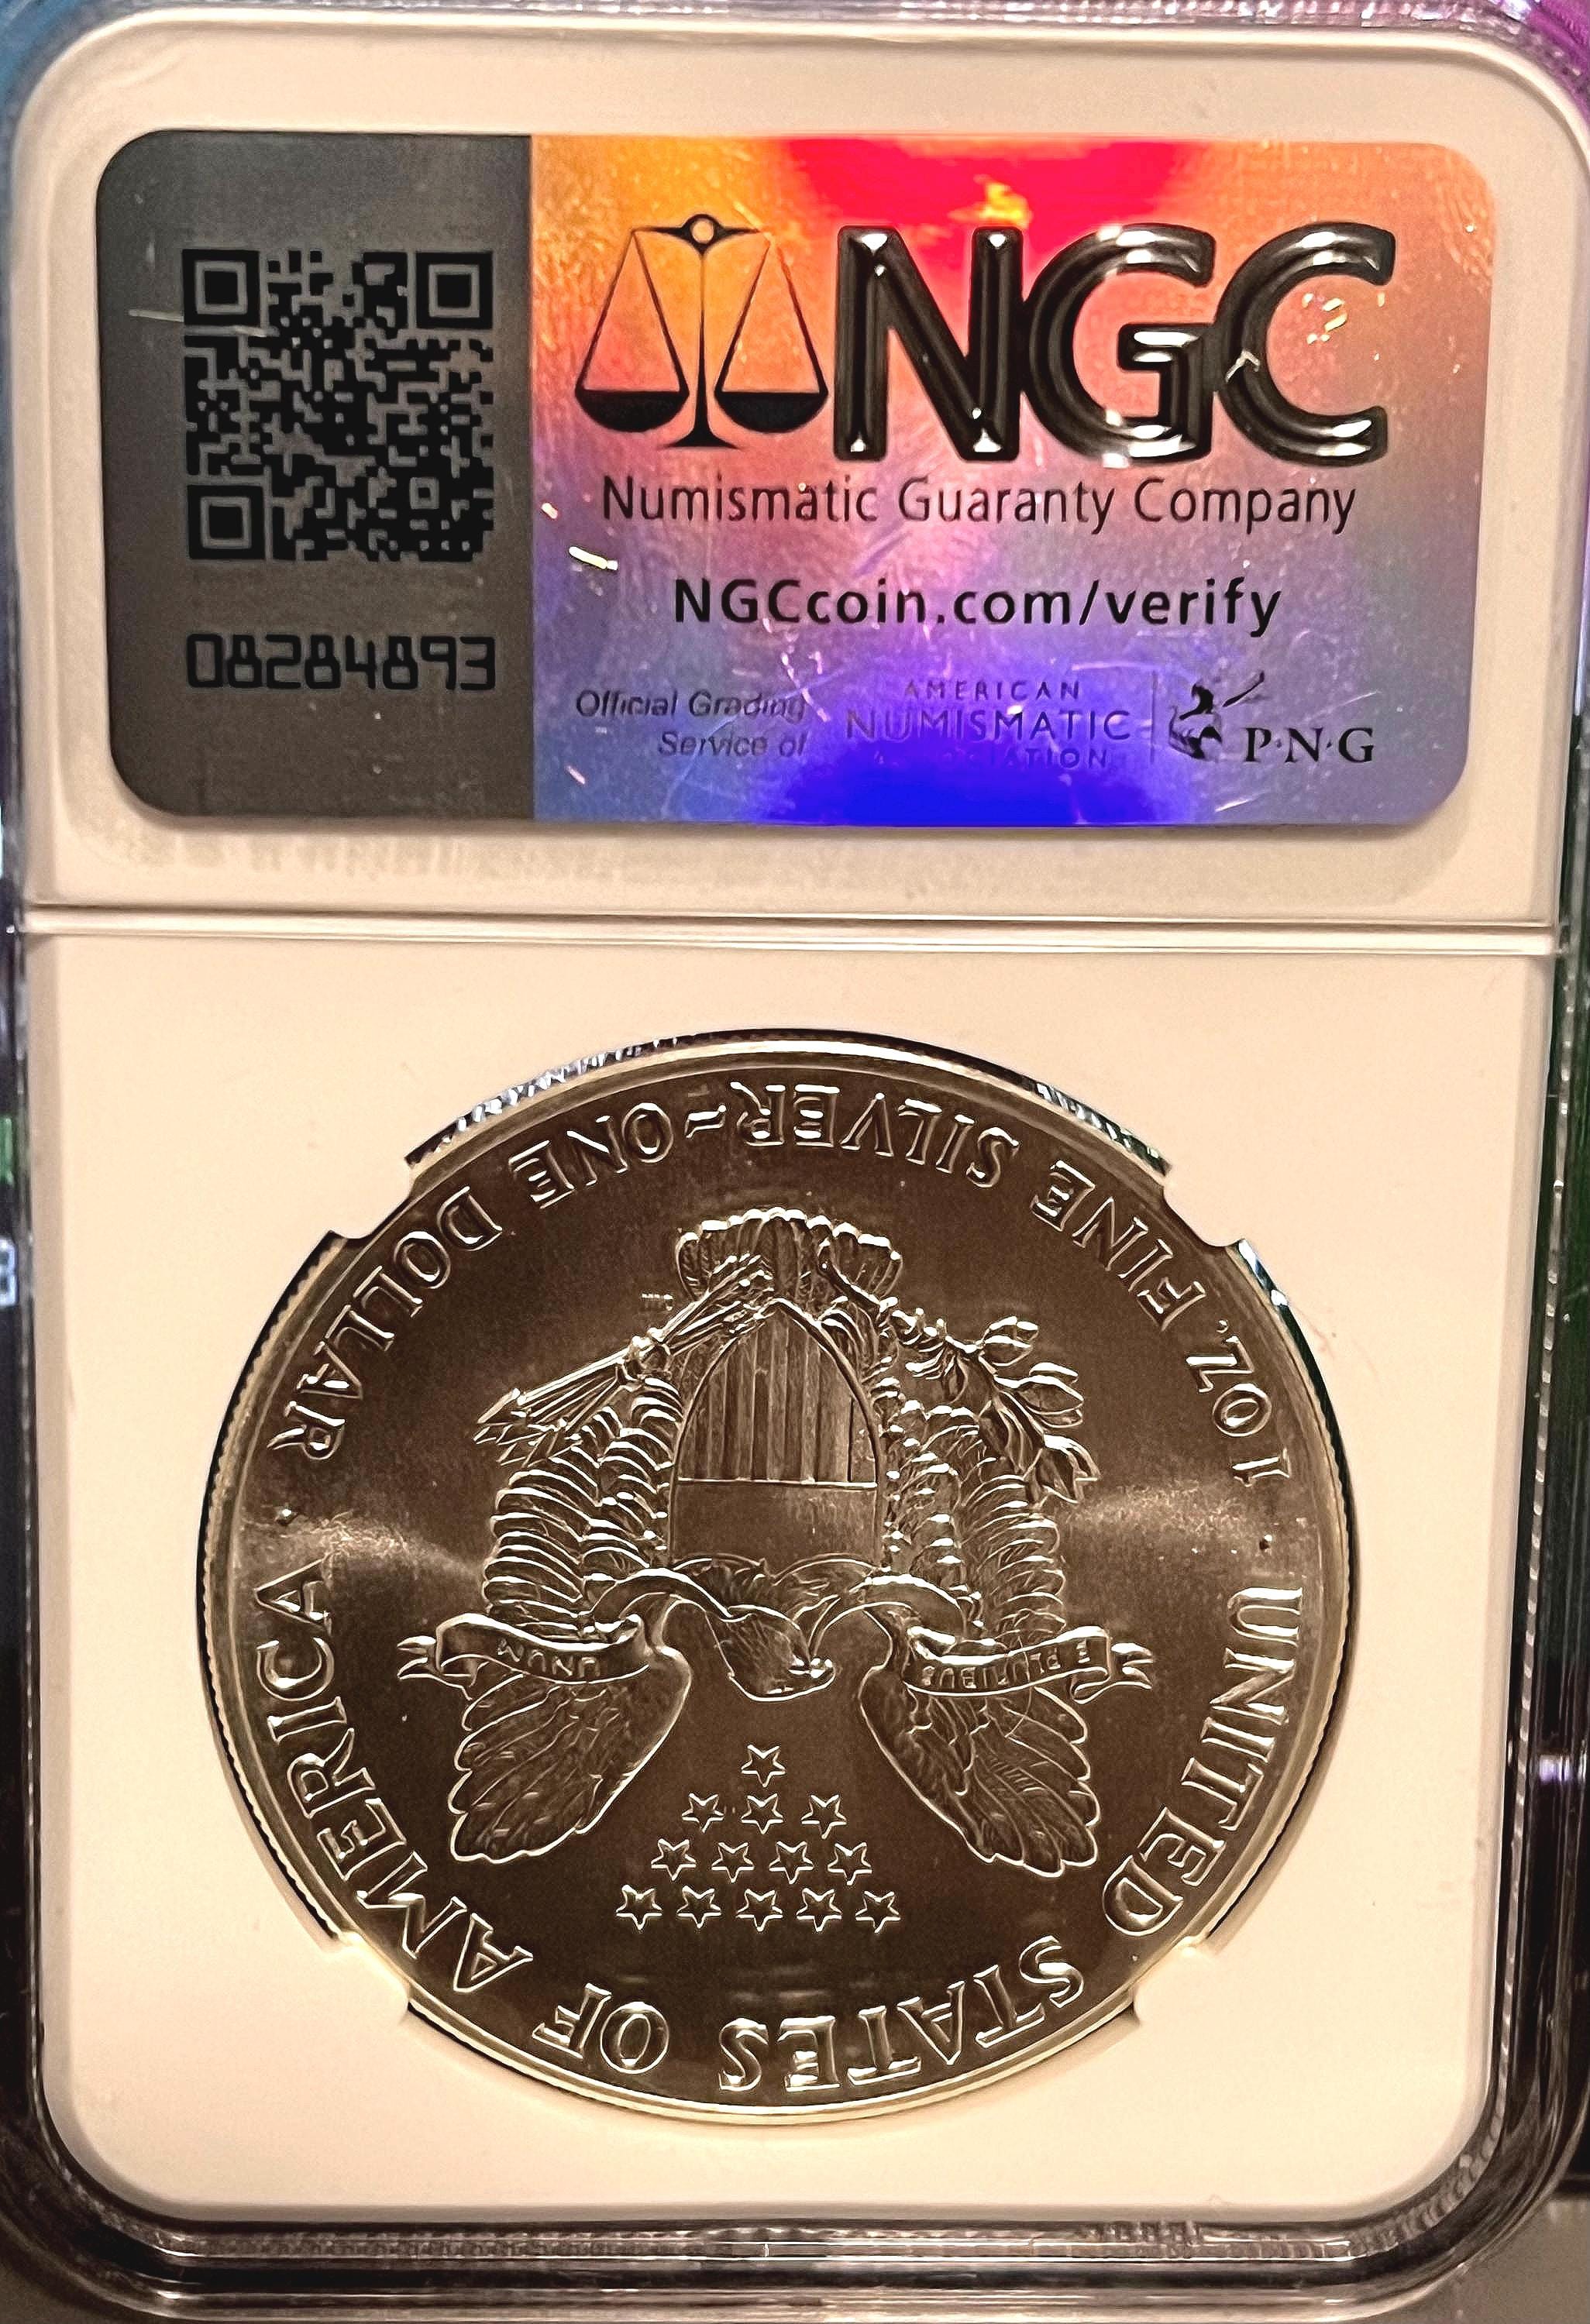 NGC
Numismatic Guaranty Company
NGCcoin.com/verify
08284893
Official Grading
Service of
AMERICAN
NUMISMATIC
P·N·G
UNITED STATES OF AMERICA
1 OZ. FINE SILVER~ONE DOLLAR
E PLURIBUS
UNUM